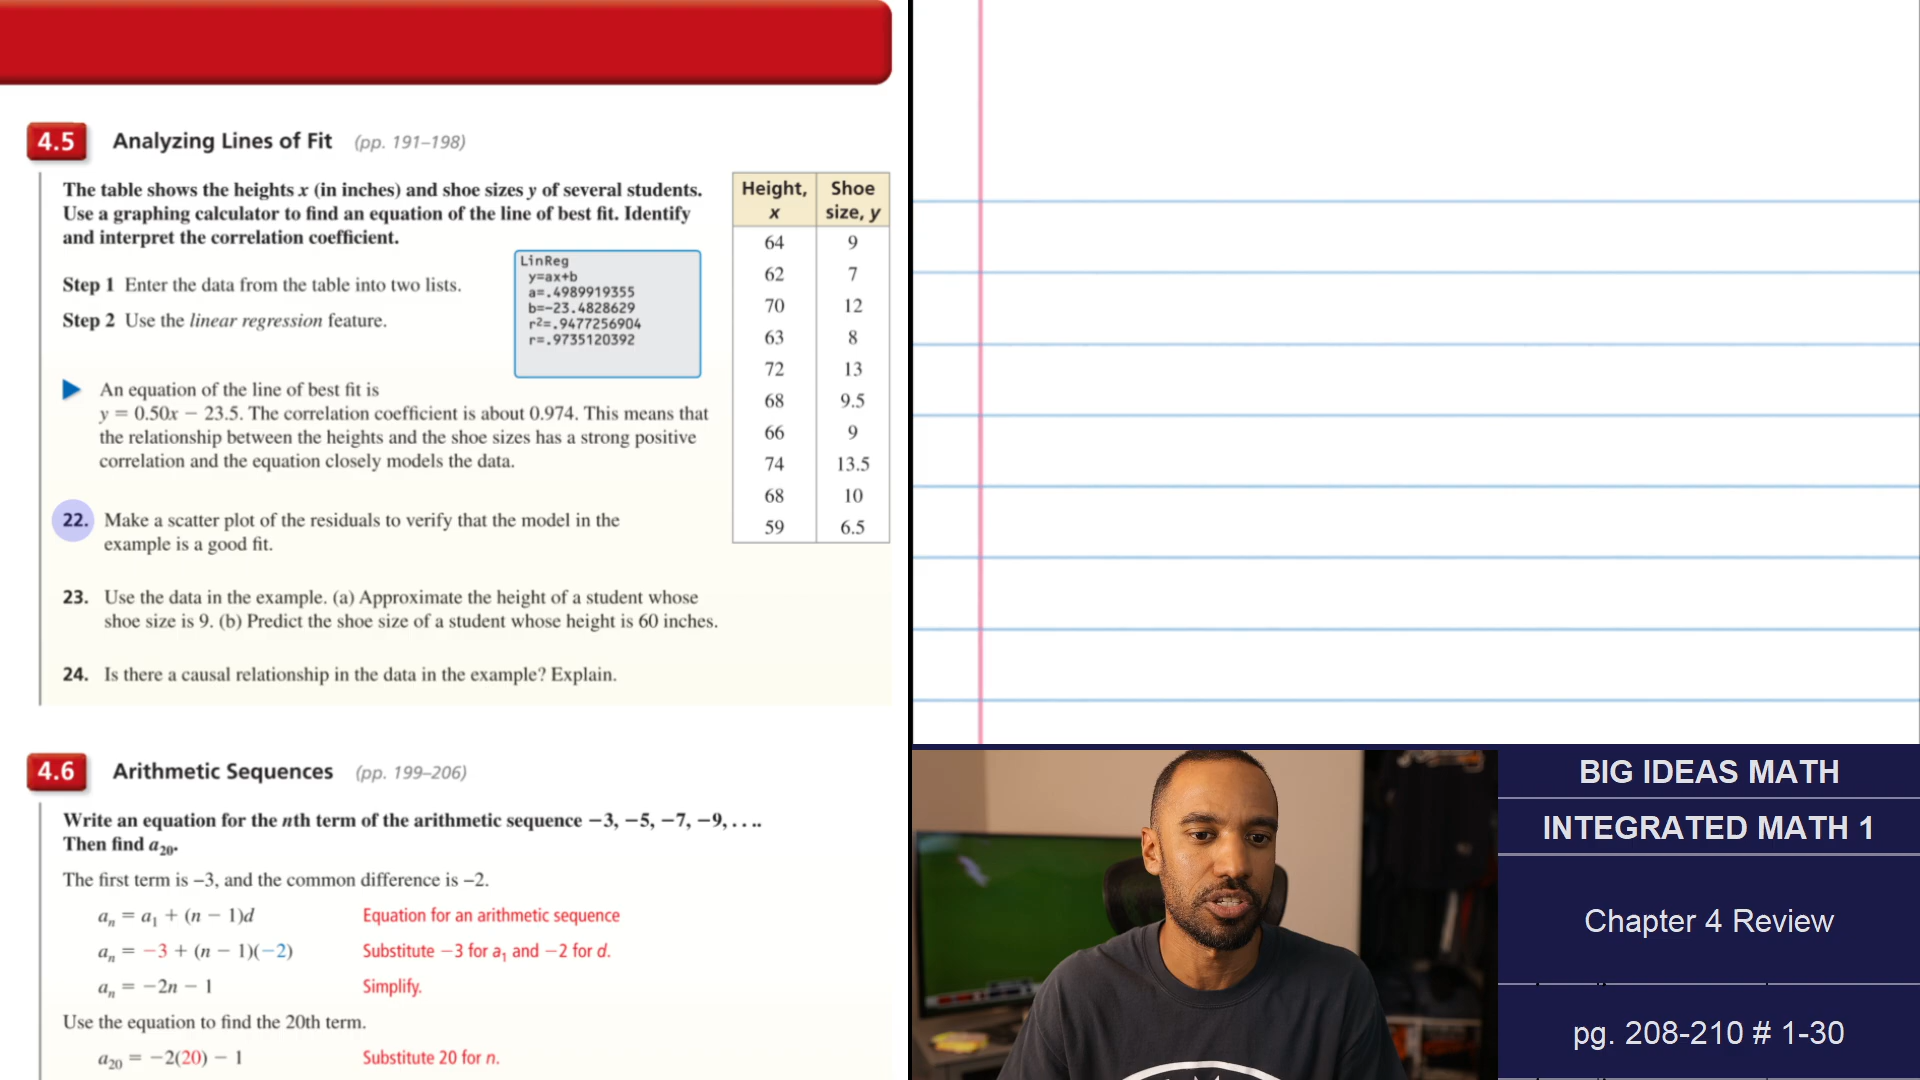 4.5 Analyzing Lines of Fit (pp. 191–198)
The table shows the heights x (in inches) and shoe sizes y of several students.
Use a graphing calculator to find an equation of the line of best fit. Identify
and interpret the correlation coefficient.
Step 1 Enter the data from the table into two lists.
Step 2 Use the linear regression feature.
LinReg
y=ax+b
a=.4989919355
b=-23.4828629
r²=.9477256904
r=.9735120392
Height, x Shoe size, y
64 9
62 7
70 12
63 8
72 13
68 9.5
66 9
74 13.5
68 10
59 6.5
An equation of the line of best fit is
y = 0.50x − 23.5. The correlation coefficient is about 0.974. This means that
the relationship between the heights and the shoe sizes has a strong positive
correlation and the equation closely models the data.
22. Make a scatter plot of the residuals to verify that the model in the
example is a good fit.
23. Use the data in the example. (a) Approximate the height of a student whose
shoe size is 9. (b) Predict the shoe size of a student whose height is 60 inches.
24. Is there a causal relationship in the data in the example? Explain.
4.6 Arithmetic Sequences (pp. 199–206)
Write an equation for the nth term of the arithmetic sequence −3, −5, −7, −9, . . . .
Then find a₂₀.
The first term is −3, and the common difference is −2.
aₙ = a₁ + (n − 1)d Equation for an arithmetic sequence
aₙ = −3 + (n − 1)(−2) Substitute −3 for a₁ and −2 for d.
aₙ = −2n − 1 Simplify.
Use the equation to find the 20th term.
a₂₀ = −2(20) − 1 Substitute 20 for n.
BIG IDEAS MATH
INTEGRATED MATH 1
Chapter 4 Review
pg. 208-210 # 1-30